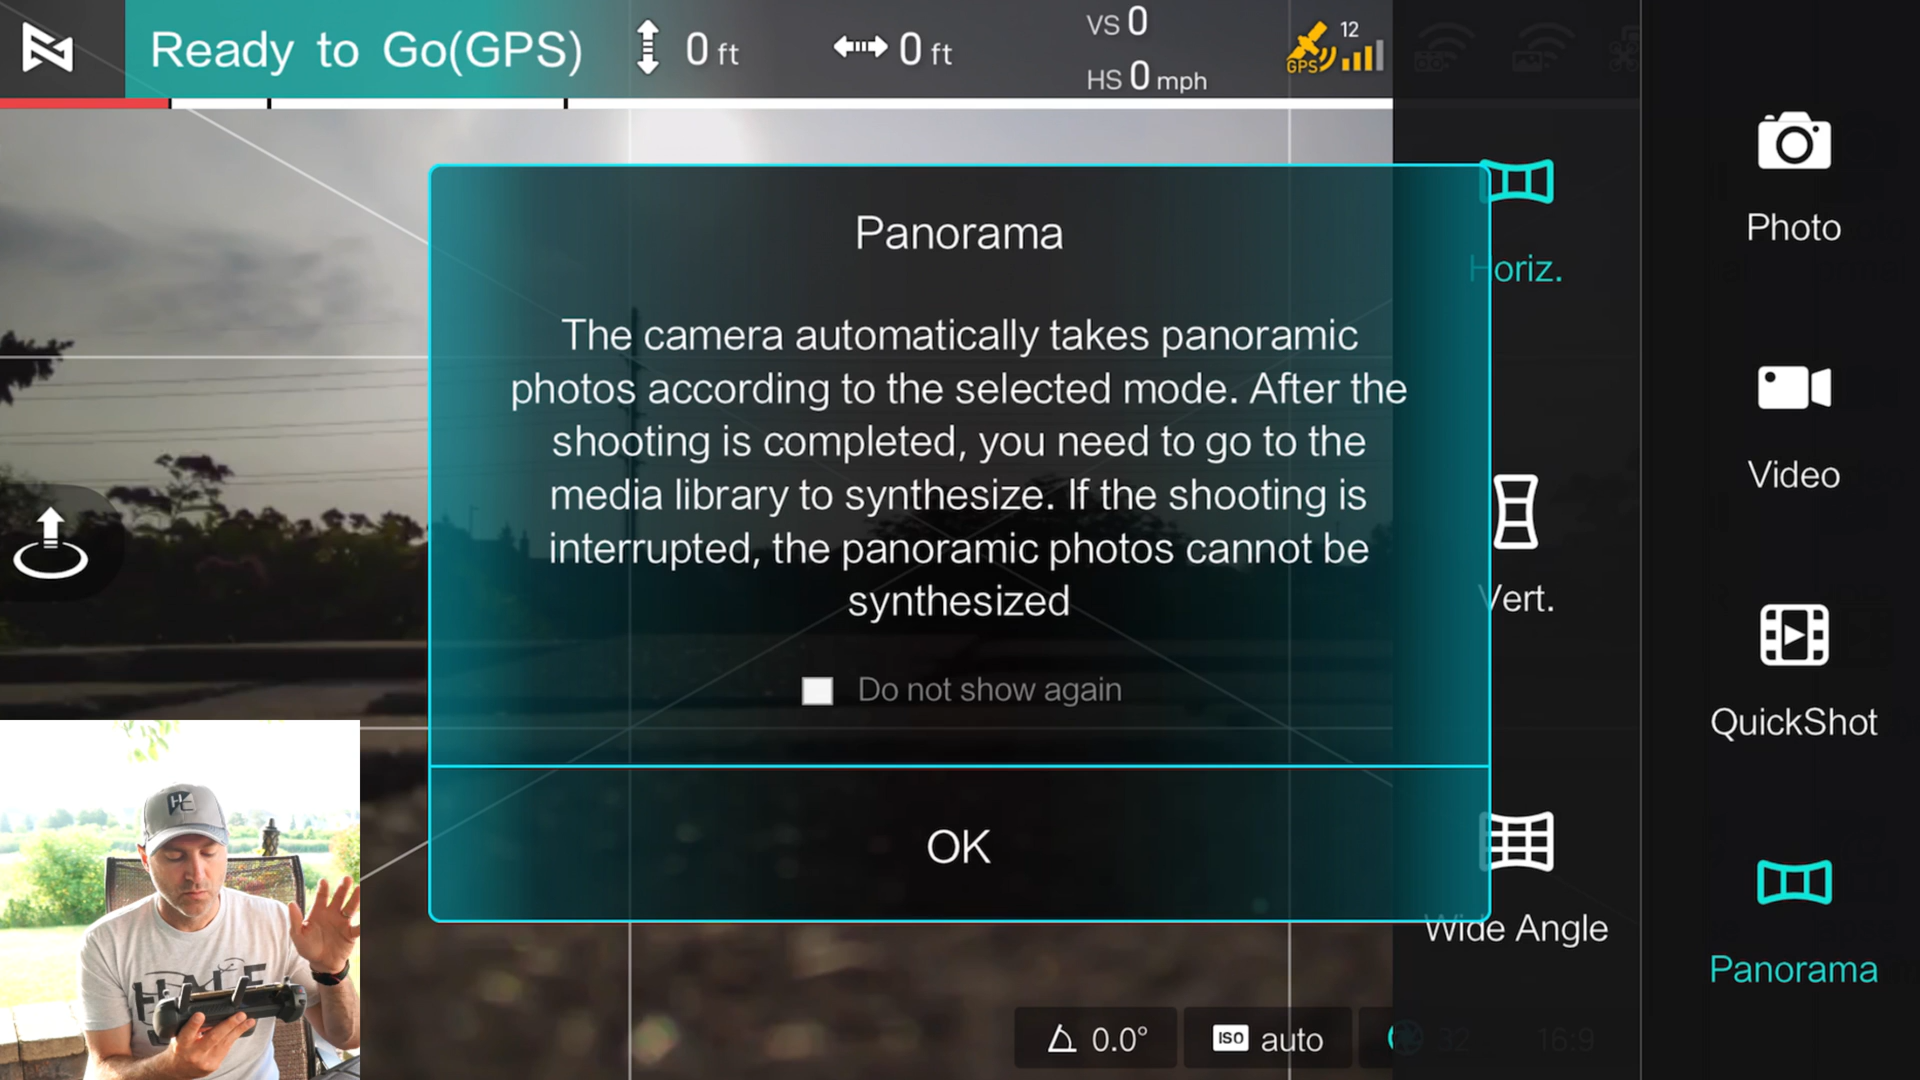 Ready to Go(GPS)
0 ft
0 ft
VS 0
HS 0 mph
GPS
12
Panorama
The camera automatically takes panoramic
photos according to the selected mode. After the
shooting is completed, you need to go to the
media library to synthesize. If the shooting is
interrupted, the panoramic photos cannot be
synthesized
Do not show again
OK
Horiz.
Vert.
Wide Angle
Photo
Video
QuickShot
Panorama
0.0°
ISO auto
32
16:9